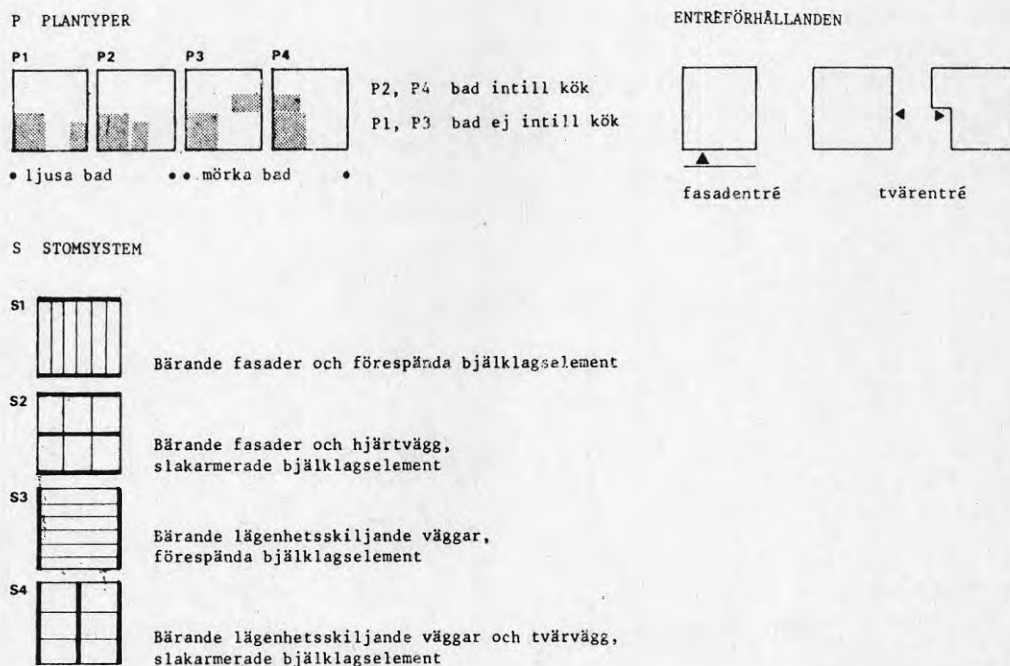 P PLANTYPER
P1 P2 P3 P4
P2, P4 bad intill kök
P1, P3 bad ej intill kök
• ljusa bad • • mörka bad •
ENTREFÖRHÅLLANDEN
fasadentré tvärentré
S STOMSYSTEM
S1
Bärande fasader och förespända bjälklagselement
S2
Bärande fasader och hjärtvägg,
slakarmerade bjälklagselement
S3
Bärande lägenhetsskiljande väggar,
förespända bjälklagselement
S4
Bärande lägenhetsskiljande väggar och tvärvägg,
slakarmerade bjälklagselement